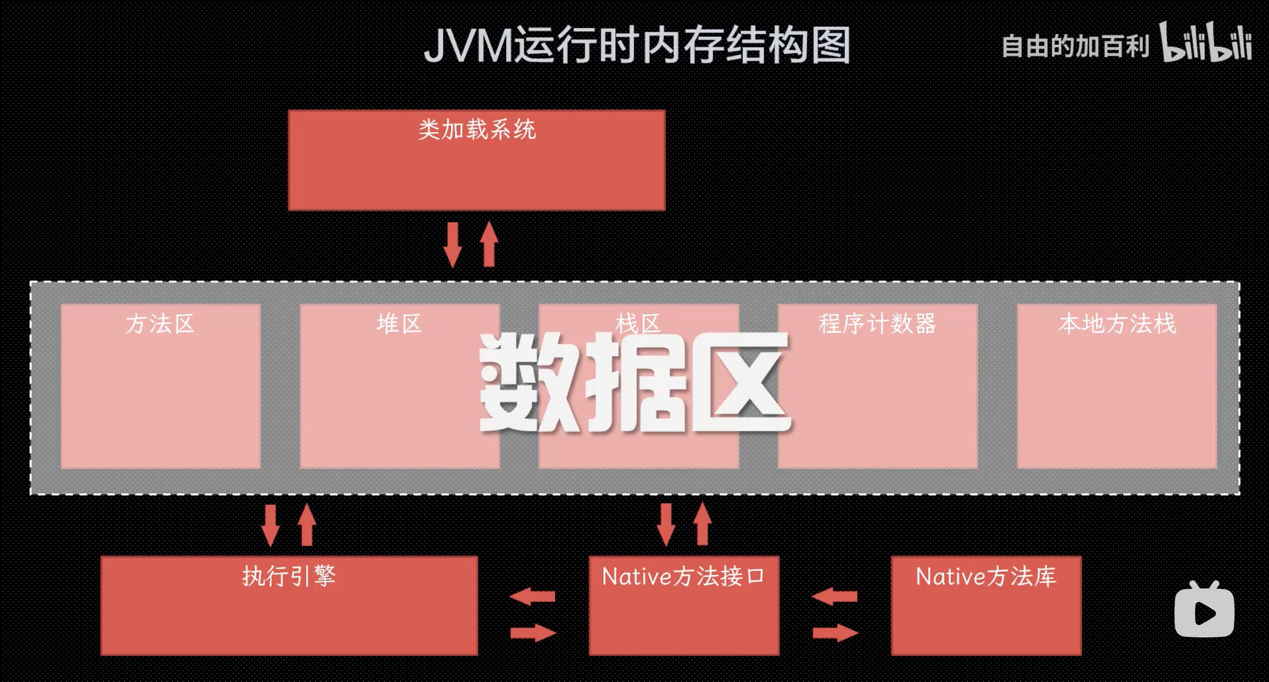 JVM运行时内存结构图
自由的加百利 bilibili
类加载系统
方法区
堆区
栈区
程序计数器
本地方法栈
数据区
执行引擎
Native方法接口
Native方法库